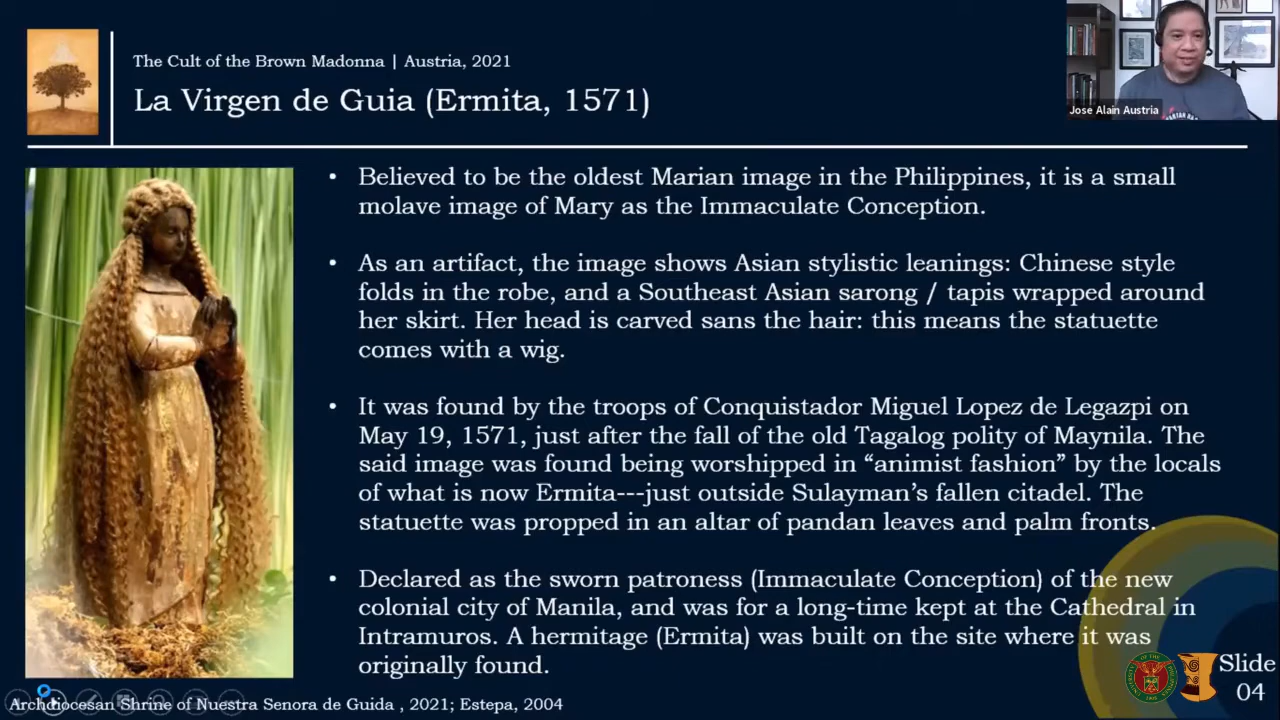 The Cult of the Brown Madonna | Austria, 2021
La Virgen de Guia (Ermita, 1571)
Jose Alain Austria
• Believed to be the oldest Marian image in the Philippines, it is a small
molave image of Mary as the Immaculate Conception.
• As an artifact, the image shows Asian stylistic leanings: Chinese style
folds in the robe, and a Southeast Asian sarong / tapis wrapped around
her skirt. Her head is carved sans the hair: this means the statuette
comes with a wig.
• It was found by the troops of Conquistador Miguel Lopez de Legazpi on
May 19, 1571, just after the fall of the old Tagalog polity of Maynila. The
said image was found being worshipped in “animist fashion” by the locals
of what is now Ermita---just outside Sulayman’s fallen citadel. The
statuette was propped in an altar of pandan leaves and palm fronts.
• Declared as the sworn patroness (Immaculate Conception) of the new
colonial city of Manila, and was for a long-time kept at the Cathedral in
Intramuros. A hermitage (Ermita) was built on the site where it was
originally found.
Slide
04
Archdiocesan Shrine of Nuestra Senora de Guida , 2021; Estepa, 2004